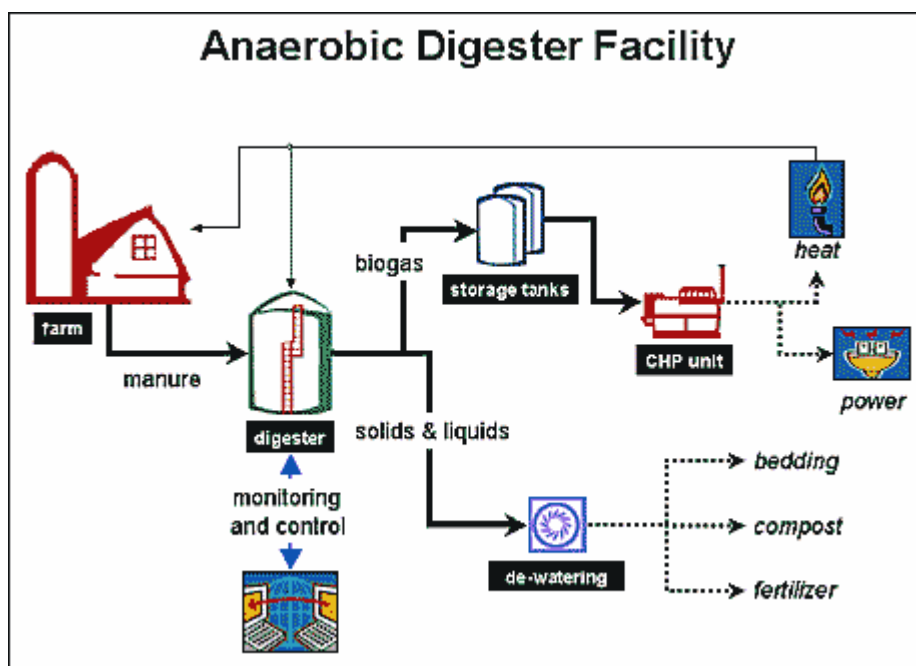 Anaerobic Digester Facility
heat
biogas
storage tanks
farm
CHP unit
manure
power
digester
solids & liquids
monitoring
and control
bedding
compost
de-watering
fertilizer